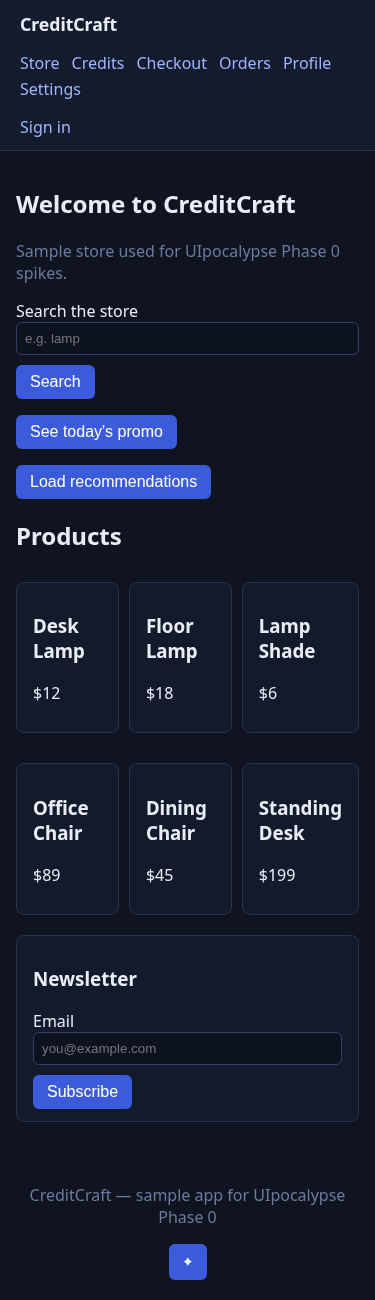 CreditCraft
Store Credits Checkout Orders Profile
Settings
Sign in
Welcome to CreditCraft
Sample store used for UIpocalypse Phase 0
spikes.
Search the store
e.g. lamp
Search
See today's promo
Load recommendations
Products
Desk
Lamp
$12
Floor
Lamp
$18
Lamp
Shade
$6
Office
Chair
$89
Dining
Chair
$45
Standing
Desk
$199
Newsletter
Email
you@example.com
Subscribe
CreditCraft — sample app for UIpocalypse
Phase 0